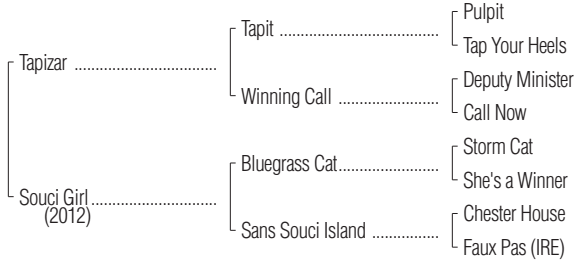 Pulpit
Tapit ........................
Tap Your Heels
Tapizar .................................
Deputy Minister
Winning Call .......................
Call Now
Storm Cat
Bluegrass Cat.......................
She's a Winner
Souci Girl.............................
(2012)
Chester House
Sans Souci Island ...............
Faux Pas (IRE)